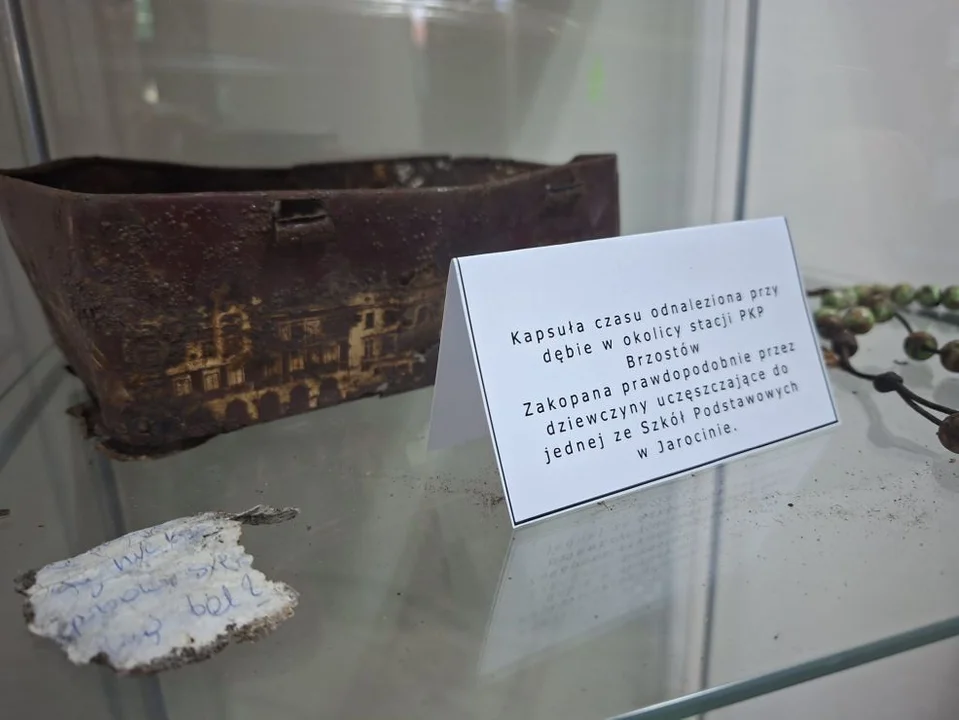 Kapsuła czasu odnaleziona przy
dębie w okolicy stacji PKP
Brzostów
Zakopana prawdopodobnie przez
dziewczyny uczęszczające do
jednej ze Szkół Podstawowych
w Jarocinie.